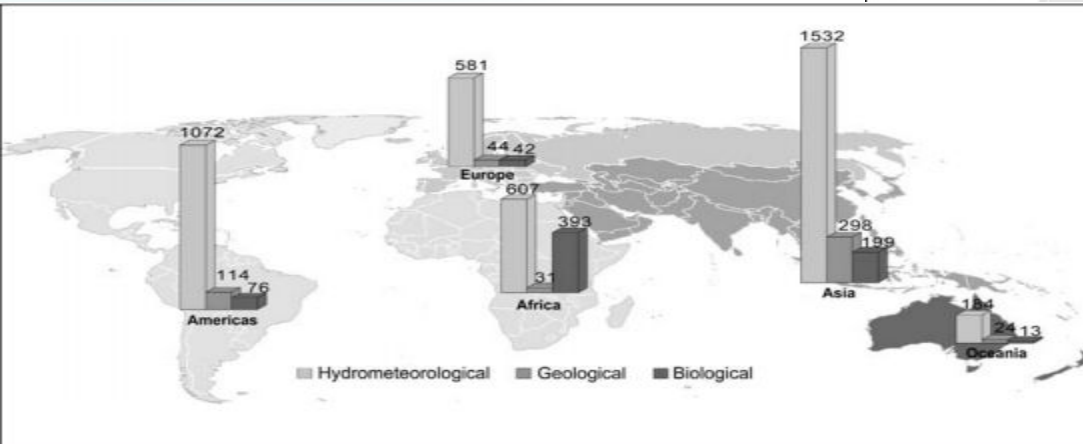 1532
581
1072
44 42
Europe
607
393
298
199
114
76
31
Americas
Africa
Asia
184
24 13
Oceania
Hydrometeorological Geological Biological